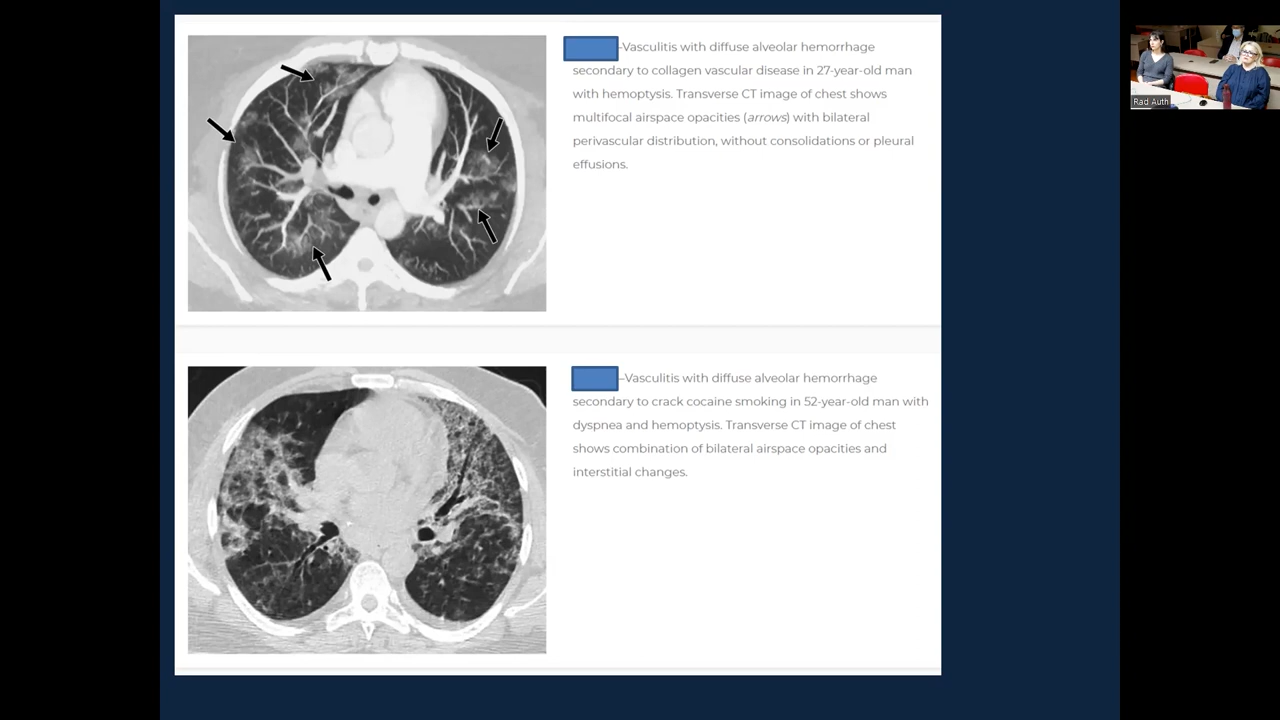 –Vasculitis with diffuse alveolar hemorrhage
secondary to collagen vascular disease in 27-year-old man
with hemoptysis. Transverse CT image of chest shows
multifocal airspace opacities (arrows) with bilateral
perivascular distribution, without consolidations or pleural
effusions.
–Vasculitis with diffuse alveolar hemorrhage
secondary to crack cocaine smoking in 52-year-old man with
dyspnea and hemoptysis. Transverse CT image of chest
shows combination of bilateral airspace opacities and
interstitial changes.
Rad Auth